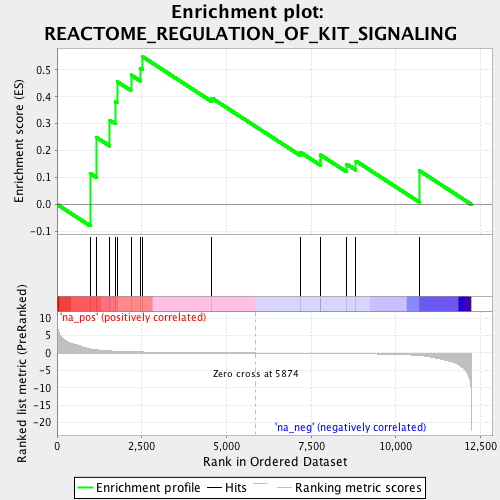 Enrichment plot:
REACTOME_REGULATION_OF_KIT_SIGNALING
Enrichment score (ES)
0.5
0.4
0.3
0.2
0.1
0.0
-0.1
'na_pos' (positively correlated)
Ranked list metric (PreRanked)
10
5
0
-5
-10
-15
-20
Zero cross at 5874
'na_neg' (negatively correlated)
0
2,500
5,000
7,500
10,000
12,500
Rank in Ordered Dataset
Enrichment profile
Hits
Ranking metric scores